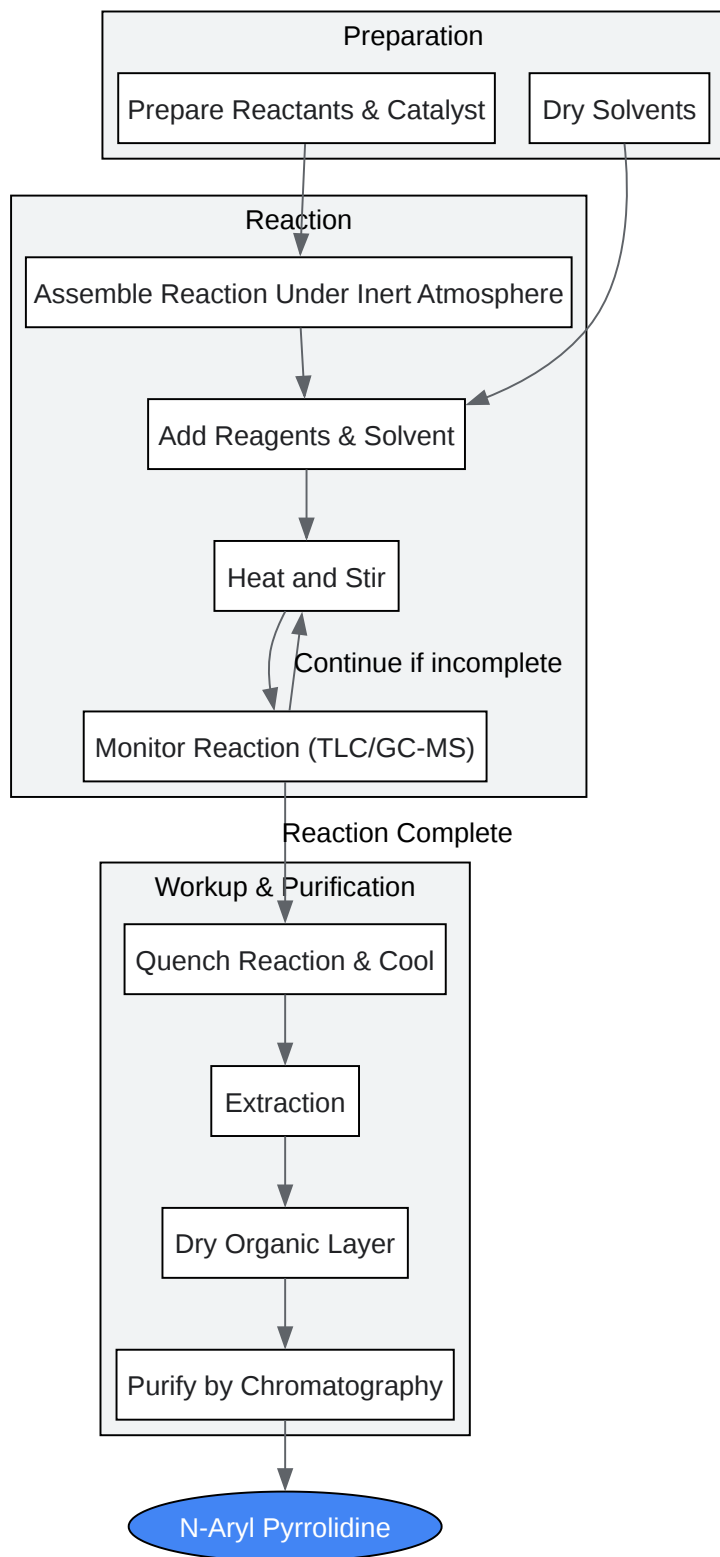 Preparation
Prepare Reactants & Catalyst
Dry Solvents
Reaction
Assemble Reaction Under Inert Atmosphere
Add Reagents & Solvent
Heat and Stir
Continue if incomplete
Monitor Reaction (TLC/GC-MS)
Reaction Complete
Workup & Purification
Quench Reaction & Cool
Extraction
Dry Organic Layer
Purify by Chromatography
N-Aryl Pyrrolidine